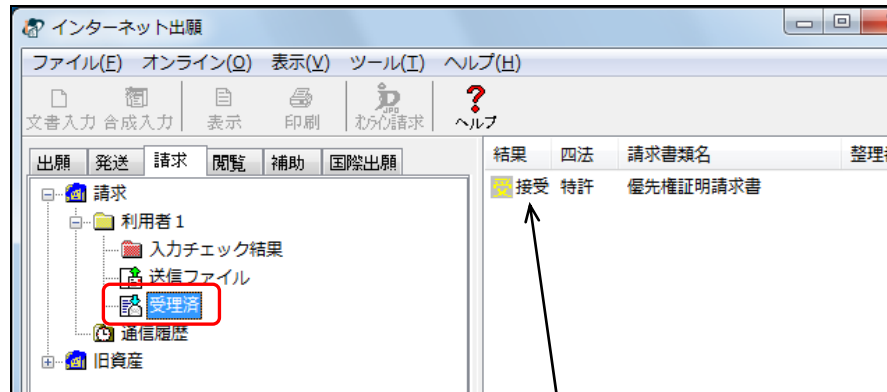 インターネット出願
ファイル(F) オンライン(O) 表示(V) ツール(T) ヘルプ(H)
文書入力 合成入力 表示 印刷 オンライン請求 ヘルプ
出願 発送 請求 閲覧 補助 国際出願
結果 四法 請求書類名 整理
受 接受 特許 優先権証明請求書
請求
利用者1
入力チェック結果
送信ファイル
受理済
通信履歴
旧資産